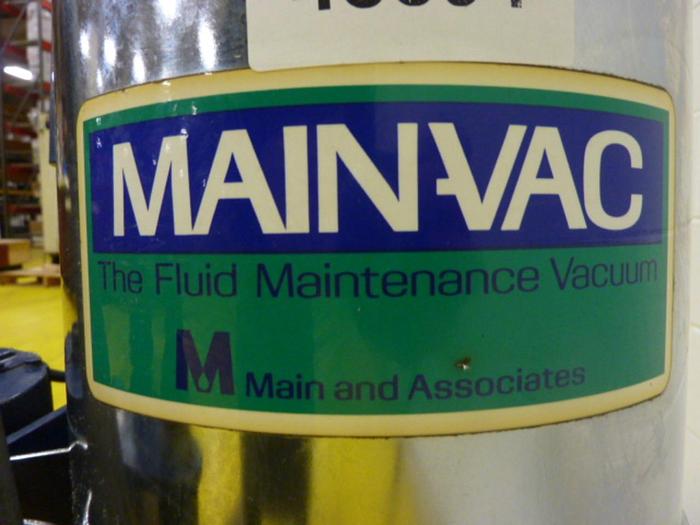 MAIN-VAC
The Fluid Maintenance Vacuum
M Main and Associates